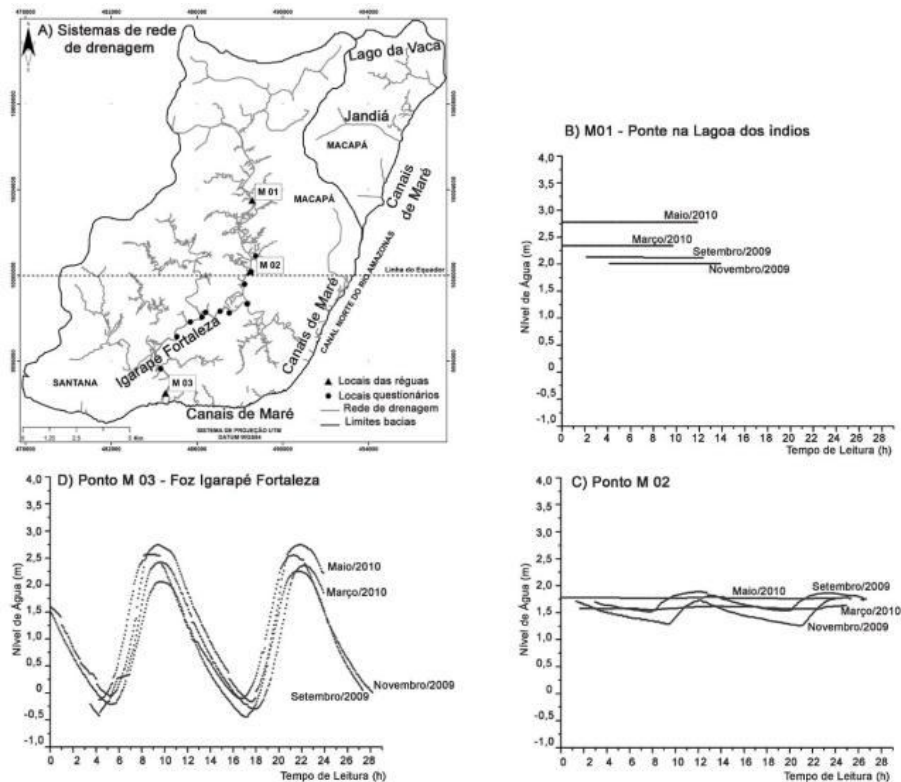 A) Sistemas de rede
de drenagem
Lago da Vaca
Jandiá
MACAPÁ
Canais
de Maré
M 01
MACAPÁ
M 02
Linha do Equador
Igarapé Fortaleza
Canais de Maré
CANAL NORTE DO RIO AMAZONAS
SANTANA
M 03
Canais de Maré
Locais das réguas
Locais questionários
Rede de drenagem
Limites bacias
SISTEMA DE PROJEÇÃO UTM
DATUM WGS84
B) M01 - Ponte na Lagoa dos índios
Nível de Água (m)
4,0
3,5
3,0
2,5
2,0
1,5
1,0
0,5
0
-0,5
-1,0
Maio/2010
Março/2010
Setembro/2009
Novembro/2009
0 2 4 6 8 10 12 14 16 18 20 22 24 26 28
Tempo de Leitura (h)
D) Ponto M 03 - Foz Igarapé Fortaleza
Nível de Água (m)
4,0
3,5
3,0
2,5
2,0
1,5
1,0
0,5
0
-0,5
-1,0
Maio/2010
Março/2010
Novembro/2009
Setembro/2009
0 2 4 6 8 10 12 14 16 18 20 22 24 26 28
Tempo de Leitura (h)
C) Ponto M 02
Nível de Água (m)
4,0
3,5
3,0
2,5
2,0
1,5
1,0
0,5
0
-0,5
-1,0
Maio/2010
Setembro/2009
Março/2010
Novembro/2009
0 2 4 6 8 10 12 14 16 18 20 22 24 26 28
Tempo de Leitura (h)